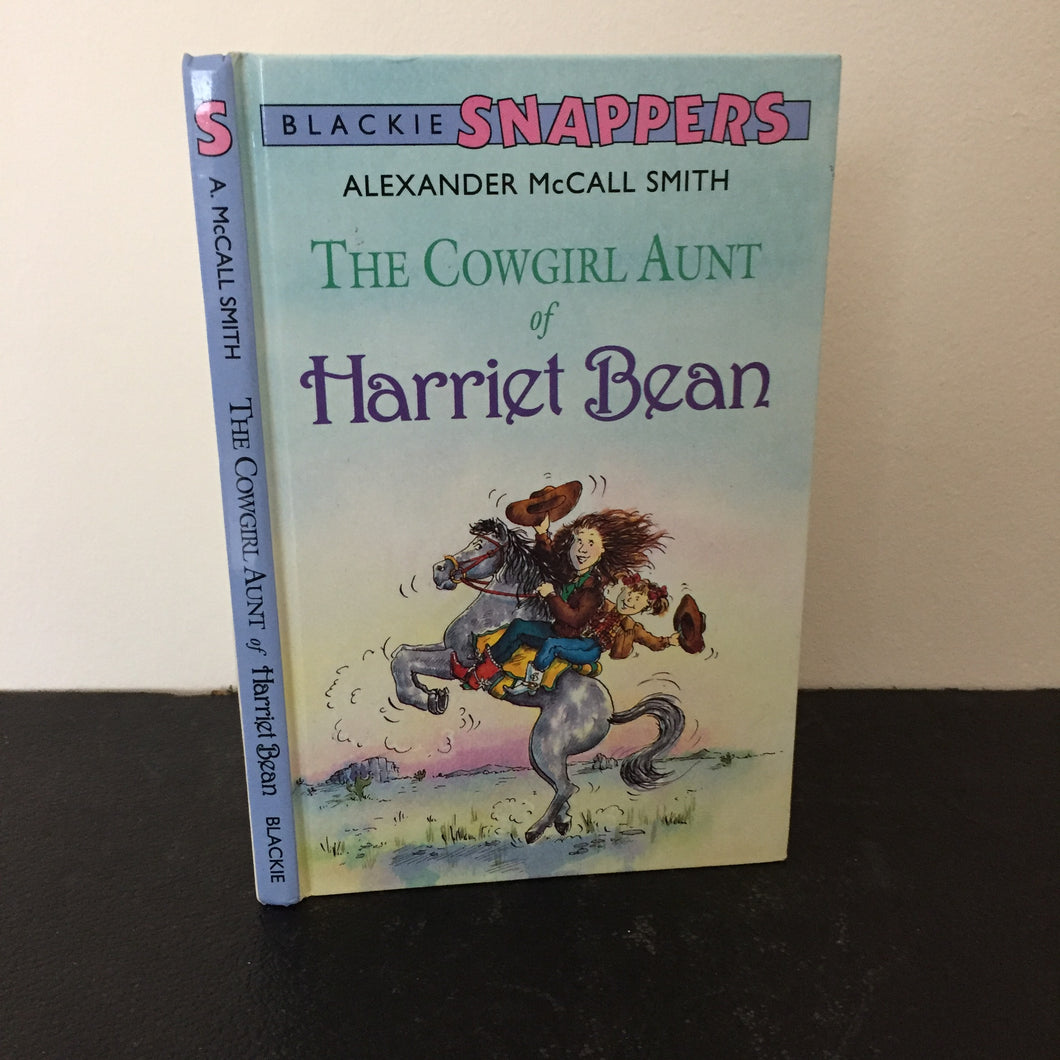 S
A. McCALL SMITH
THE COWGIRL AUNT of Harriet Bean
BLACKIE
BLACKIE SNAPPERS
ALEXANDER McCALL SMITH
THE COWGIRL AUNT
of
Harriet Bean